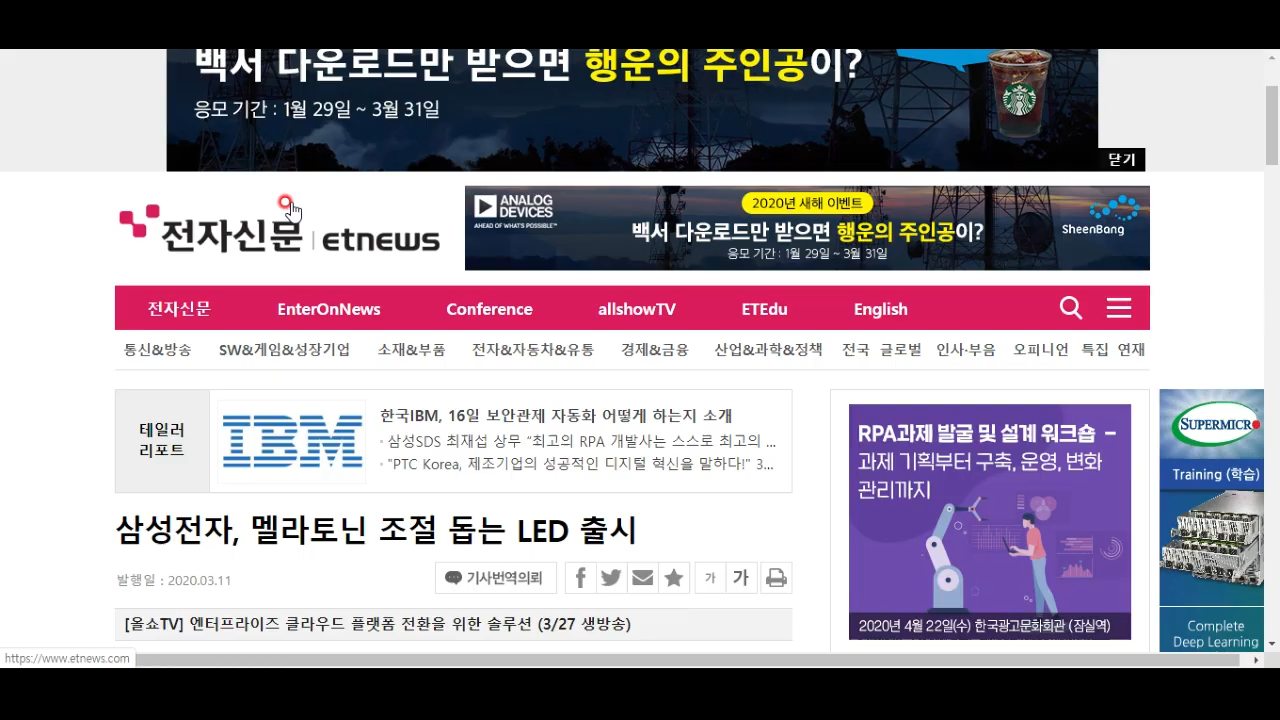 백서 다운로드만 받으면 행운의 주인공이?
응모 기간 : 1월 29일 ~ 3월 31일
닫기
전자신문 | etnews
ANALOG DEVICES
AHEAD OF WHAT'S POSSIBLE™
2020년 새해 이벤트
백서 다운로드만 받으면 행운의 주인공이?
응모 기간 : 1월 29일 ~ 3월 31일
SheenBang
전자신문 EnterOnNews Conference allshowTV ETEdu English
통신&방송 SW&게임&성장기업 소재&부품 전자&자동차&유통 경제&금융 산업&과학&정책 전국 글로벌 인사·부음 오피니언 특집 연재
테일러
리포트
IBM
한국IBM, 16일 보안관제 자동화 어떻게 하는지 소개
· 삼성SDS 최재섭 상무 “최고의 RPA 개발사는 스스로 최고의 ...
· "PTC Korea, 제조기업의 성공적인 디지털 혁신을 말하다!" 3...
삼성전자, 멜라토닌 조절 돕는 LED 출시
발행일 : 2020.03.11
기사번역의뢰
가 가
[올쇼TV] 엔터프라이즈 클라우드 플랫폼 전환을 위한 솔루션 (3/27 생방송)
RPA과제 발굴 및 설계 워크숍 –
과제 기획부터 구축, 운영, 변화
관리까지
2020년 4월 22일(수) 한국광고문화회관 (잠실역)
SUPERMICR
Training (学習)
Complete
Deep Learning
https://www.etnews.com